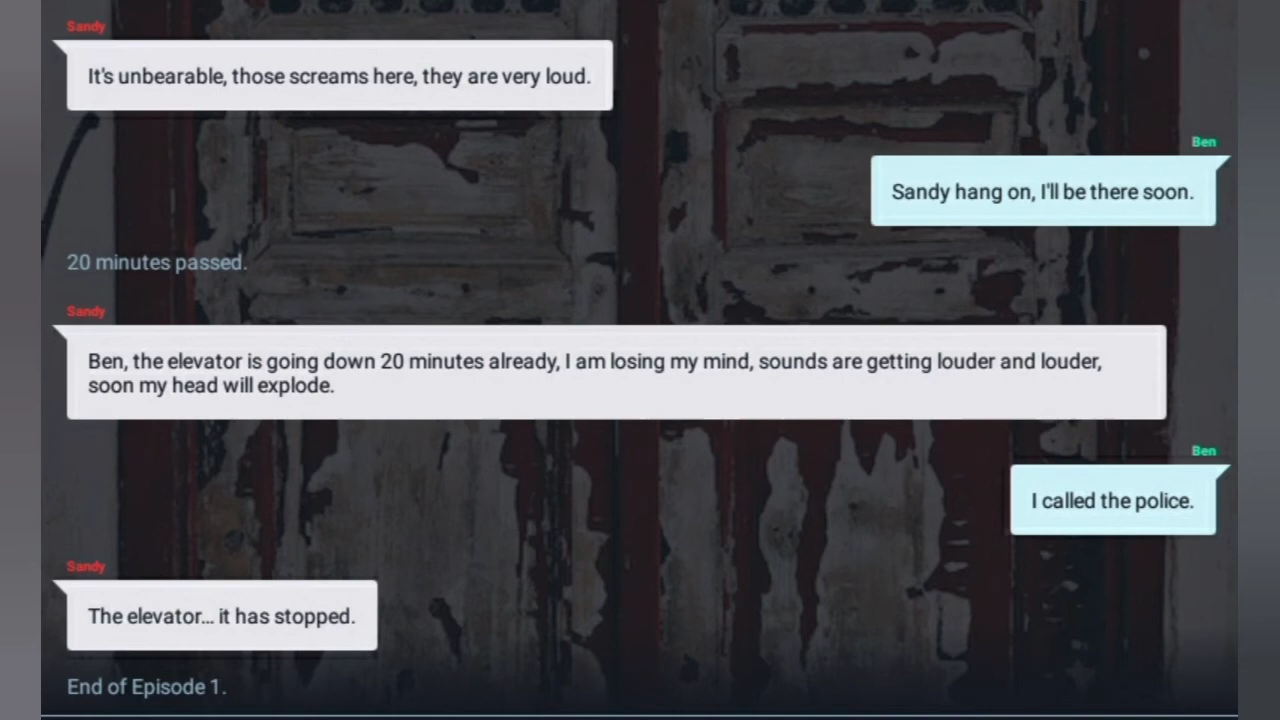 Sandy
It's unbearable, those screams here, they are very loud.
Ben
Sandy hang on, I'll be there soon.
20 minutes passed.
Sandy
Ben, the elevator is going down 20 minutes already, I am losing my mind, sounds are getting louder and louder,
soon my head will explode.
Ben
I called the police.
Sandy
The elevator... it has stopped.
End of Episode 1.